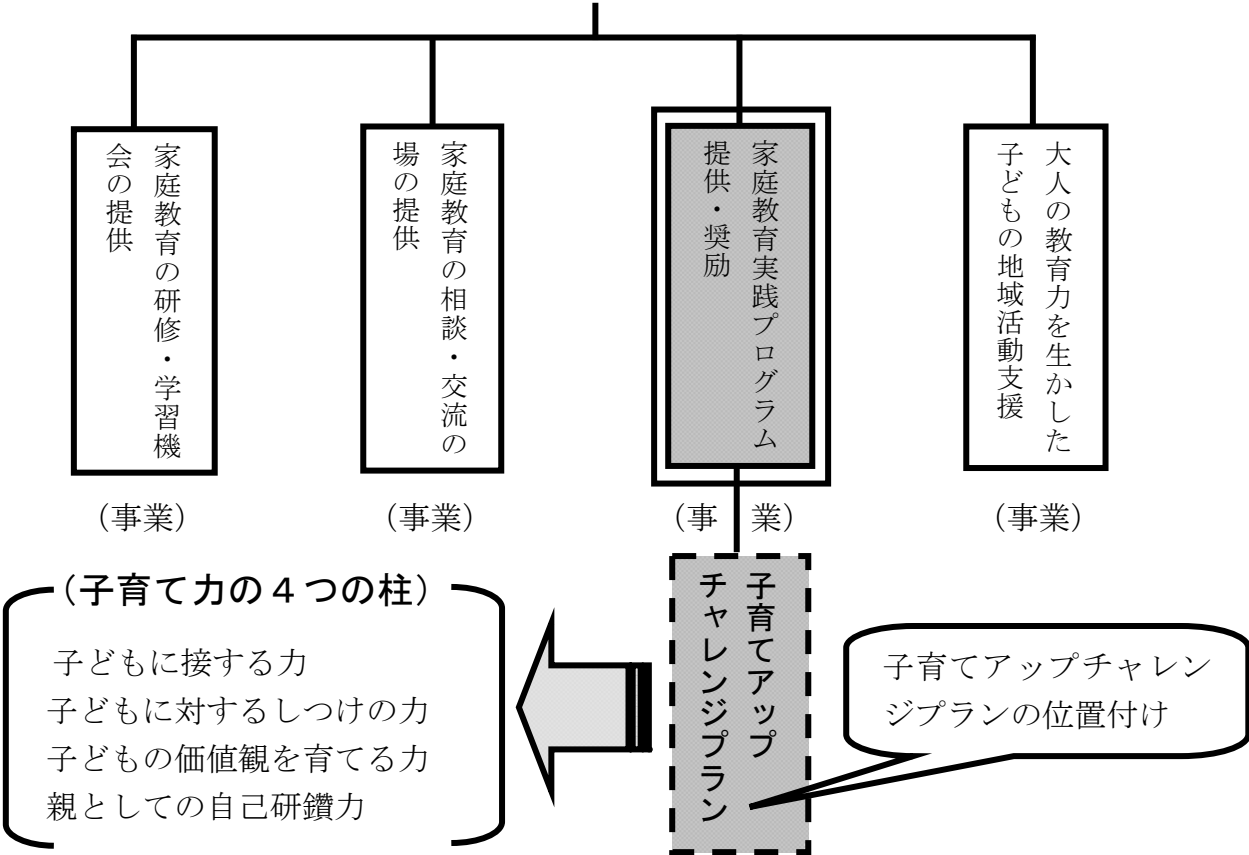 家庭教育の研修・学習機
会の提供
家庭教育の相談・交流の
場の提供
家庭教育実践プログラム
提供・奨励
大人の教育力を生かした
子どもの地域活動支援
（事業）
（事業）
（事　業）
（事業）
（子育て力の４つの柱）
子どもに接する力
子どもに対するしつけの力
子どもの価値観を育てる力
親としての自己研鑽力
子育てアップ
チャレンジプラン
子育てアップチャレン
ジプランの位置付け